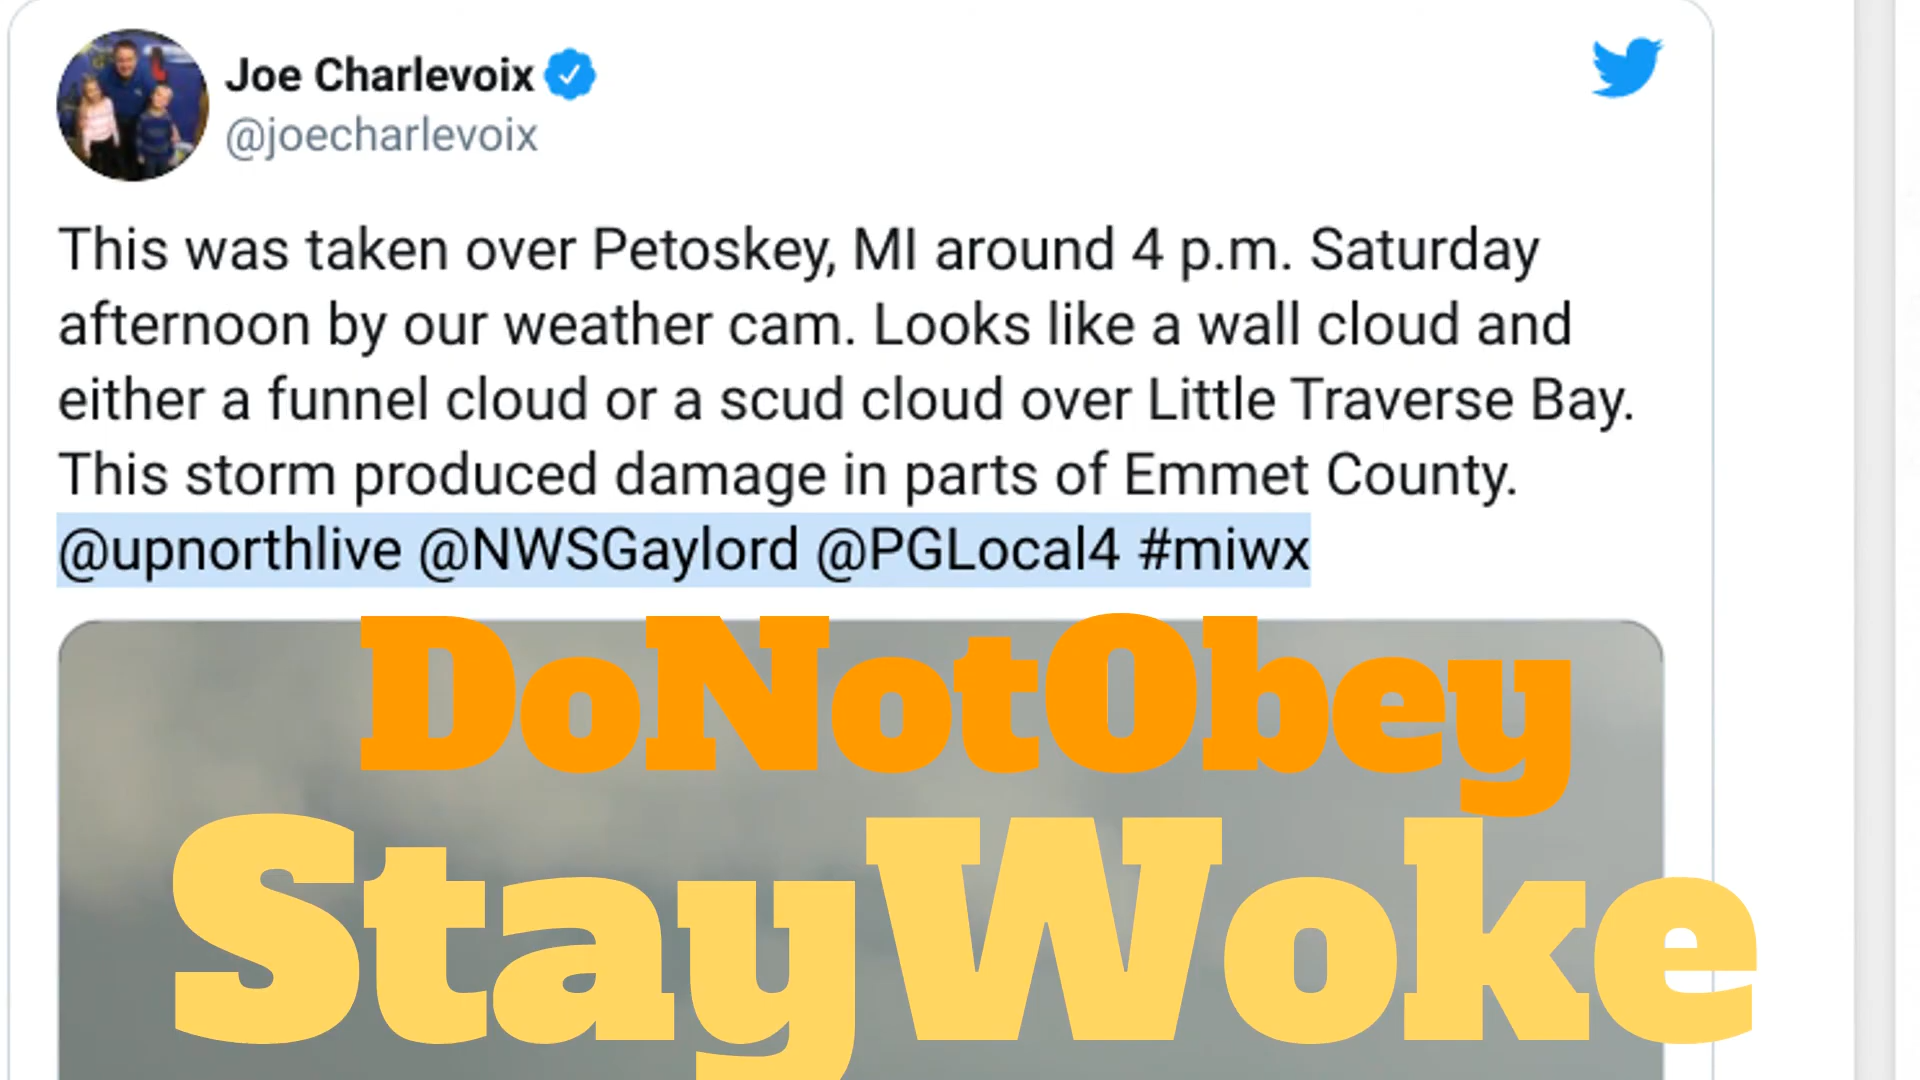 Joe Charlevoix
@joecharlevoix
This was taken over Petoskey, MI around 4 p.m. Saturday
afternoon by our weather cam. Looks like a wall cloud and
either a funnel cloud or a scud cloud over Little Traverse Bay.
This storm produced damage in parts of Emmet County.
@upnorthlive @NWSGaylord @PGLocal4 #miwx
DoNotObey
StayWoke